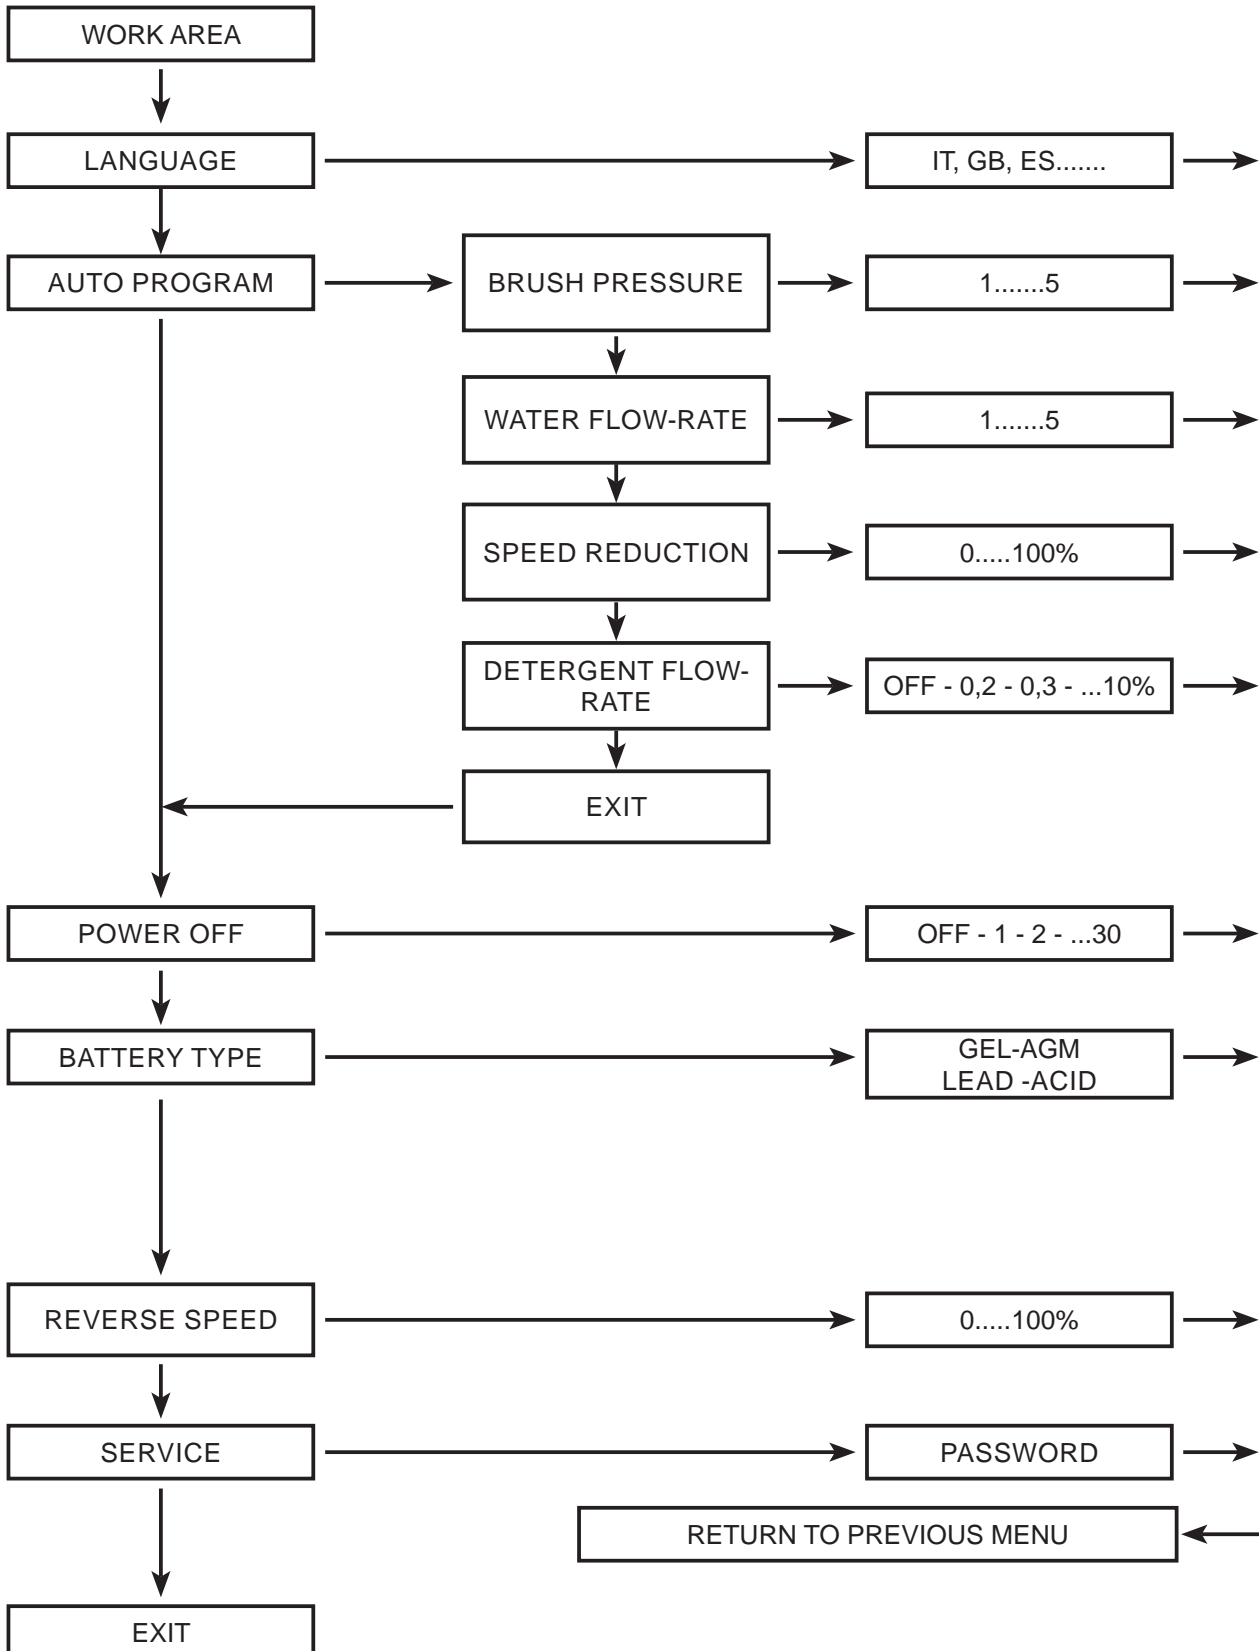 WORK AREA
LANGUAGE
IT, GB, ES.......
AUTO PROGRAM
BRUSH PRESSURE
1.......5
WATER FLOW-RATE
1.......5
SPEED REDUCTION
0.....100%
DETERGENT FLOW-
RATE
OFF - 0,2 - 0,3 - ...10%
EXIT
POWER OFF
OFF - 1 - 2 - ...30
BATTERY TYPE
GEL-AGM
LEAD -ACID
REVERSE SPEED
0.....100%
SERVICE
PASSWORD
RETURN TO PREVIOUS MENU
EXIT